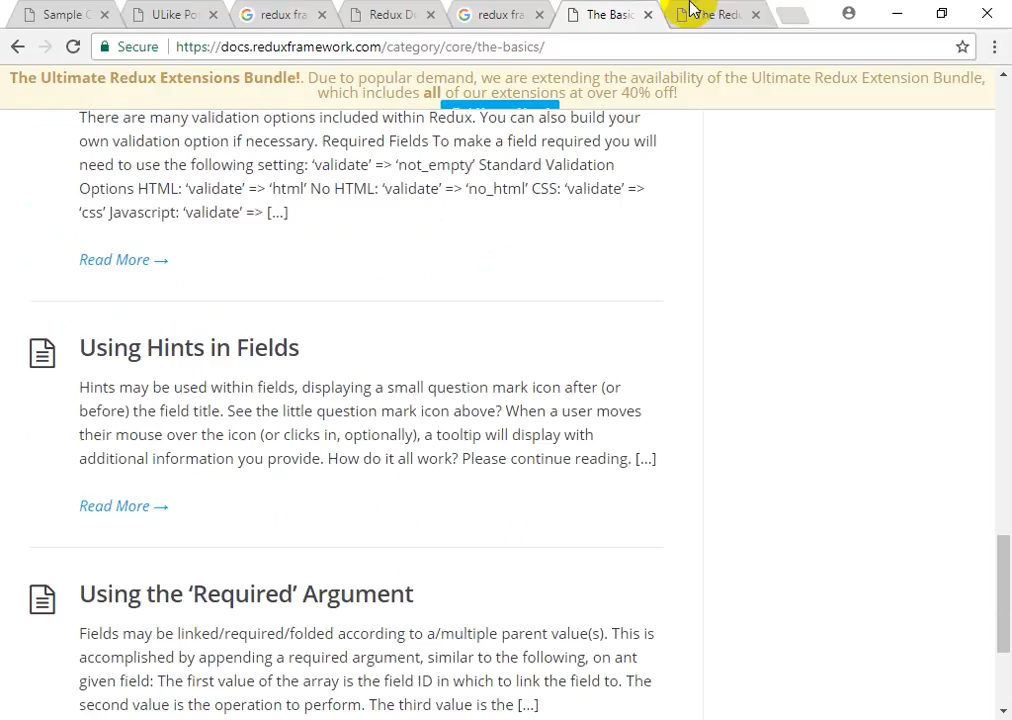 Sample C
ULike Po
redux fra
Redux D
redux fra
The Basic
The Redu
Secure
https://docs.reduxframework.com/category/core/the-basics/
The Ultimate Redux Extensions Bundle!. Due to popular demand, we are extending the availability of the Ultimate Redux Extension Bundle,
which includes all of our extensions at over 40% off!
There are many validation options included within Redux. You can also build your
own validation option if necessary. Required Fields To make a field required you will
need to use the following setting: ‘validate’ => ‘not_empty’ Standard Validation
Options HTML: ‘validate’ => ‘html’ No HTML: ‘validate’ => ‘no_html’ CSS: ‘validate’ =>
‘css’ Javascript: ‘validate’ => [...]
Read More →
Using Hints in Fields
Hints may be used within fields, displaying a small question mark icon after (or
before) the field title. See the little question mark icon above? When a user moves
their mouse over the icon (or clicks in, optionally), a tooltip will display with
additional information you provide. How do it all work? Please continue reading. [...]
Read More →
Using the ‘Required’ Argument
Fields may be linked/required/folded according to a/multiple parent value(s). This is
accomplished by appending a required argument, similar to the following, on ant
given field: The first value of the array is the field ID in which to link the field to. The
second value is the operation to perform. The third value is the [...]